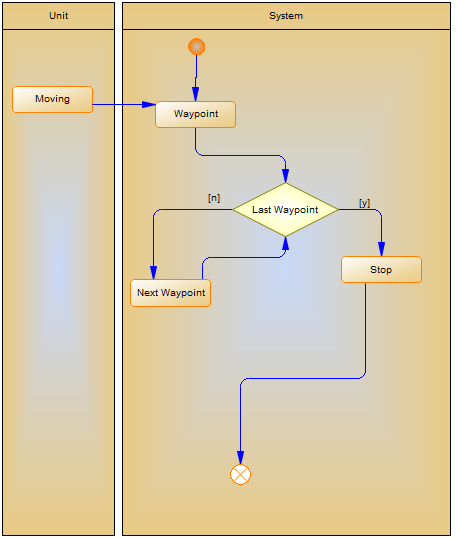 Unit
System
Moving
Waypoint
[n]
Last Waypoint
[y]
Stop
Next Waypoint